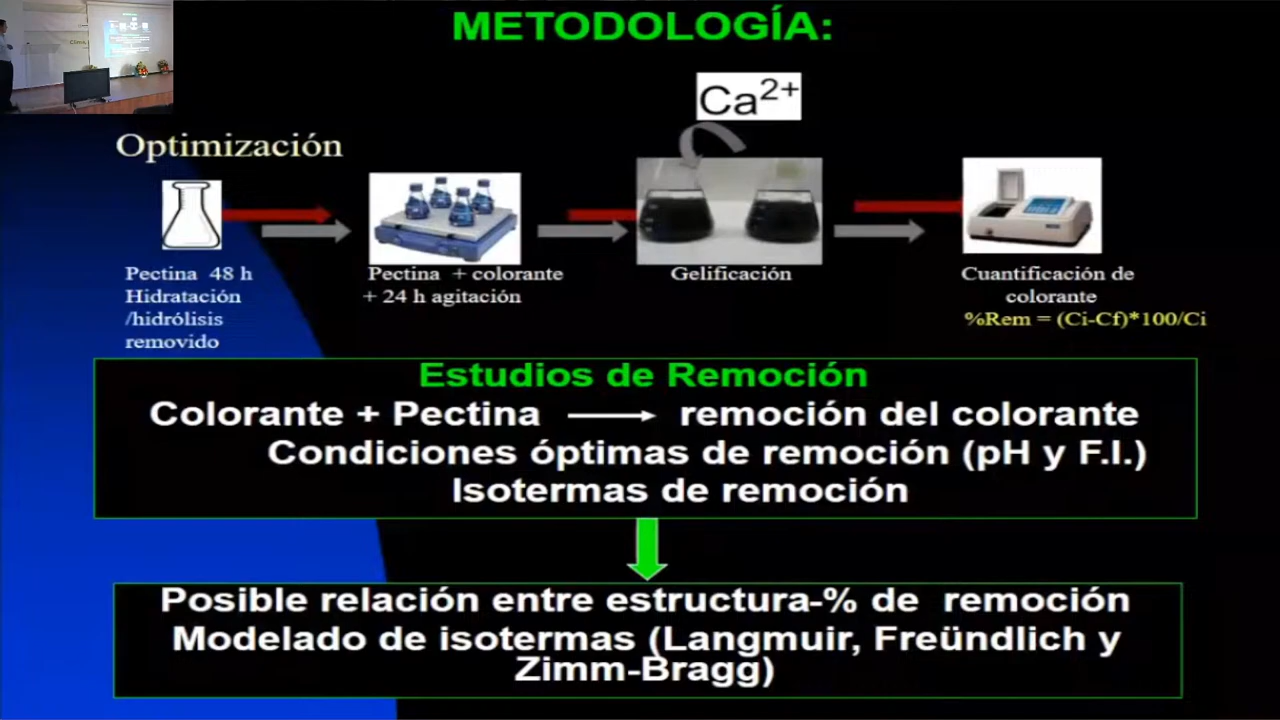 METODOLOGÍA:
Ca2+
Optimización
Pectina 48 h
Hidratación
/hidrólisis
removido
Pectina + colorante
+ 24 h agitación
Gelificación
Cuantificación de
colorante
%Rem = (Ci-Cf)*100/Ci
Estudios de Remoción
Colorante + Pectina → remoción del colorante
Condiciones óptimas de remoción (pH y F.I.)
Isotermas de remoción
Posible relación entre estructura-% de remoción
Modelado de isotermas (Langmuir, Freündlich y
Zimm-Bragg)